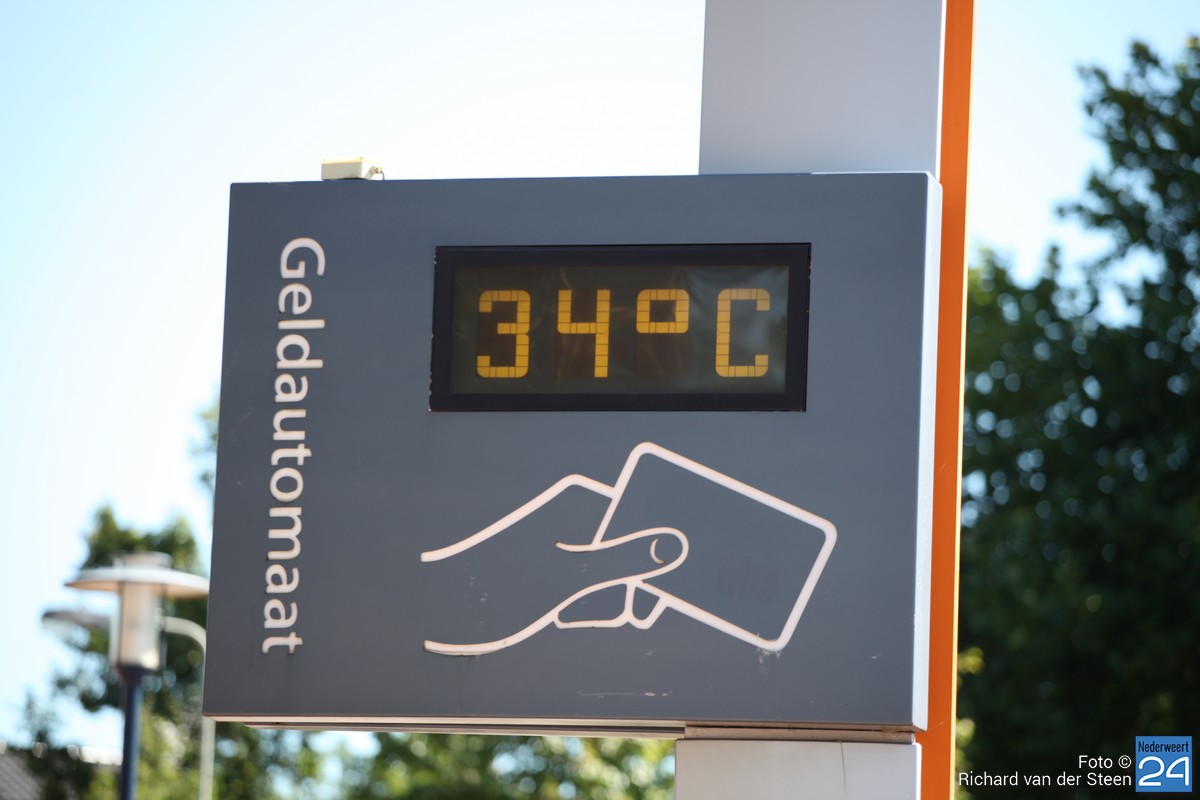 Geldautomaat
34°C
Foto ©
Richard van der Steen
Nederweert
24